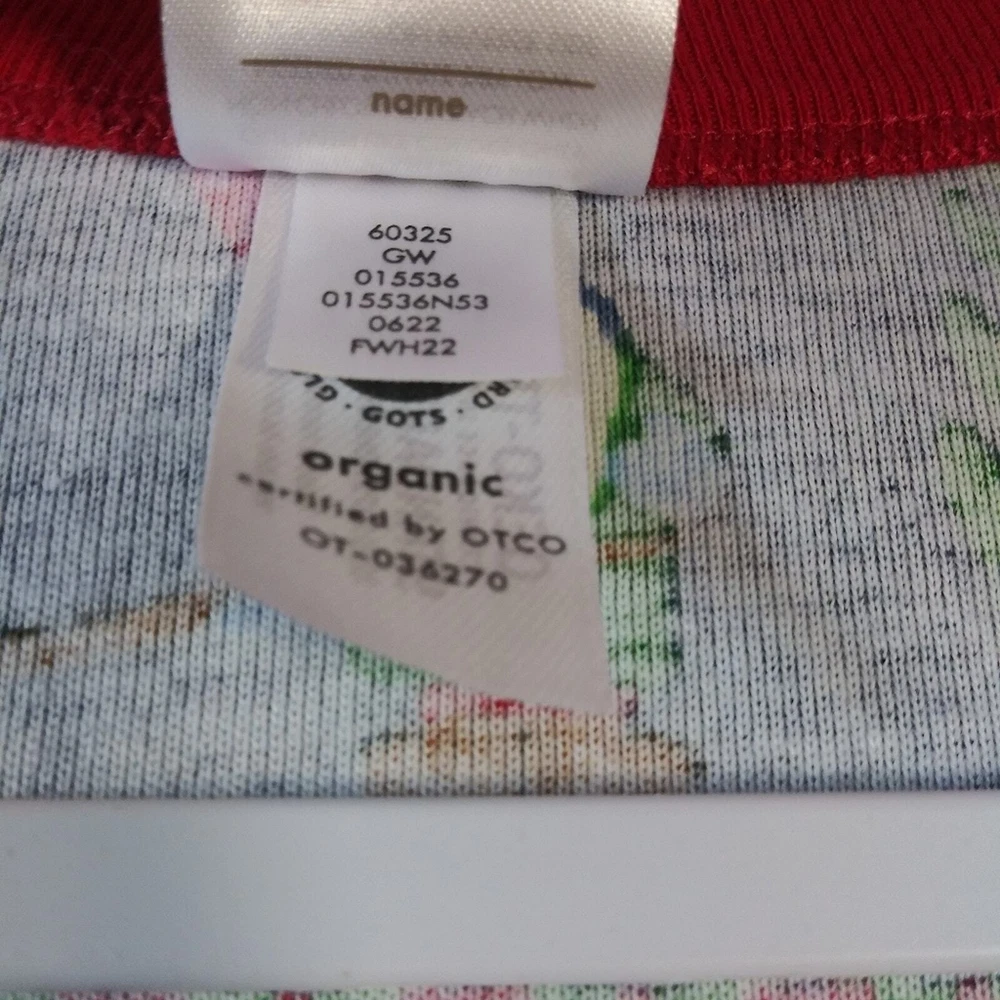 name
60325
GW
015536
015536N53
0622
FWH22
GOTS
organic
certified by OTCO
OT-036270